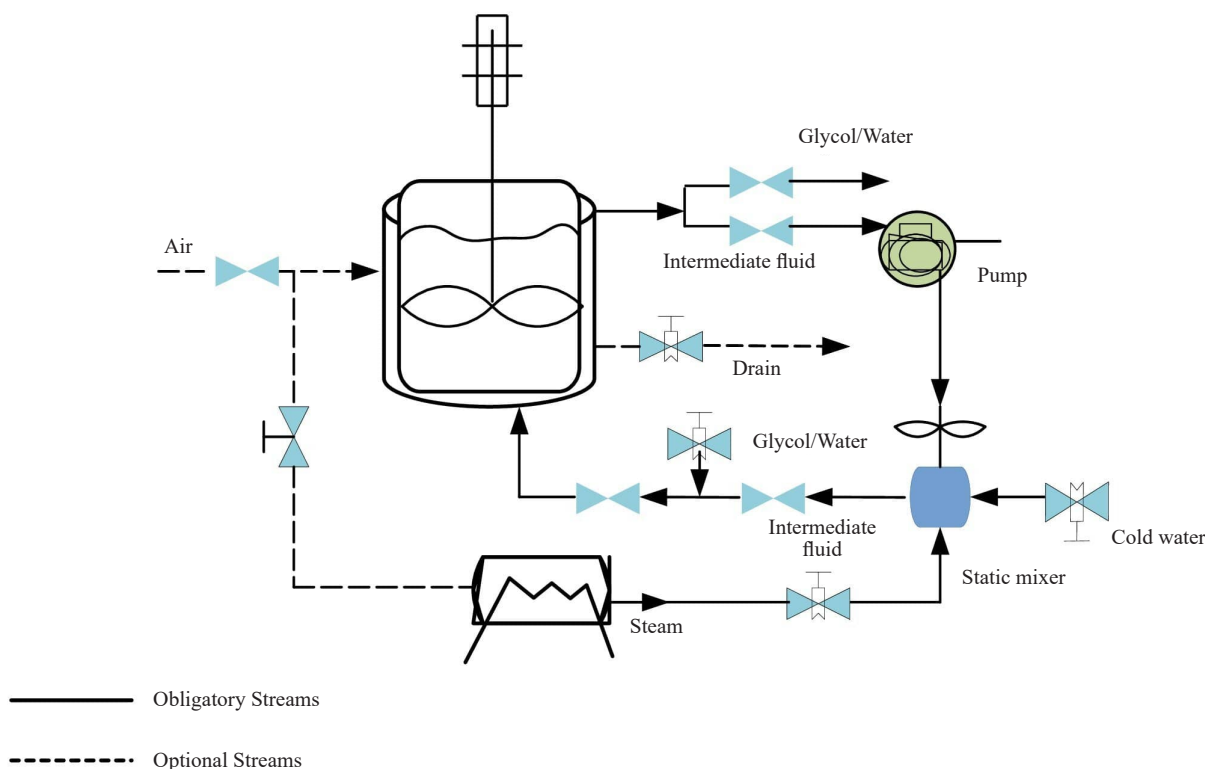 Glycol/Water
Air
Intermediate fluid
Pump
Drain
Glycol/Water
Intermediate
fluid
Cold water
Static mixer
Steam
Obligatory Streams
Optional Streams